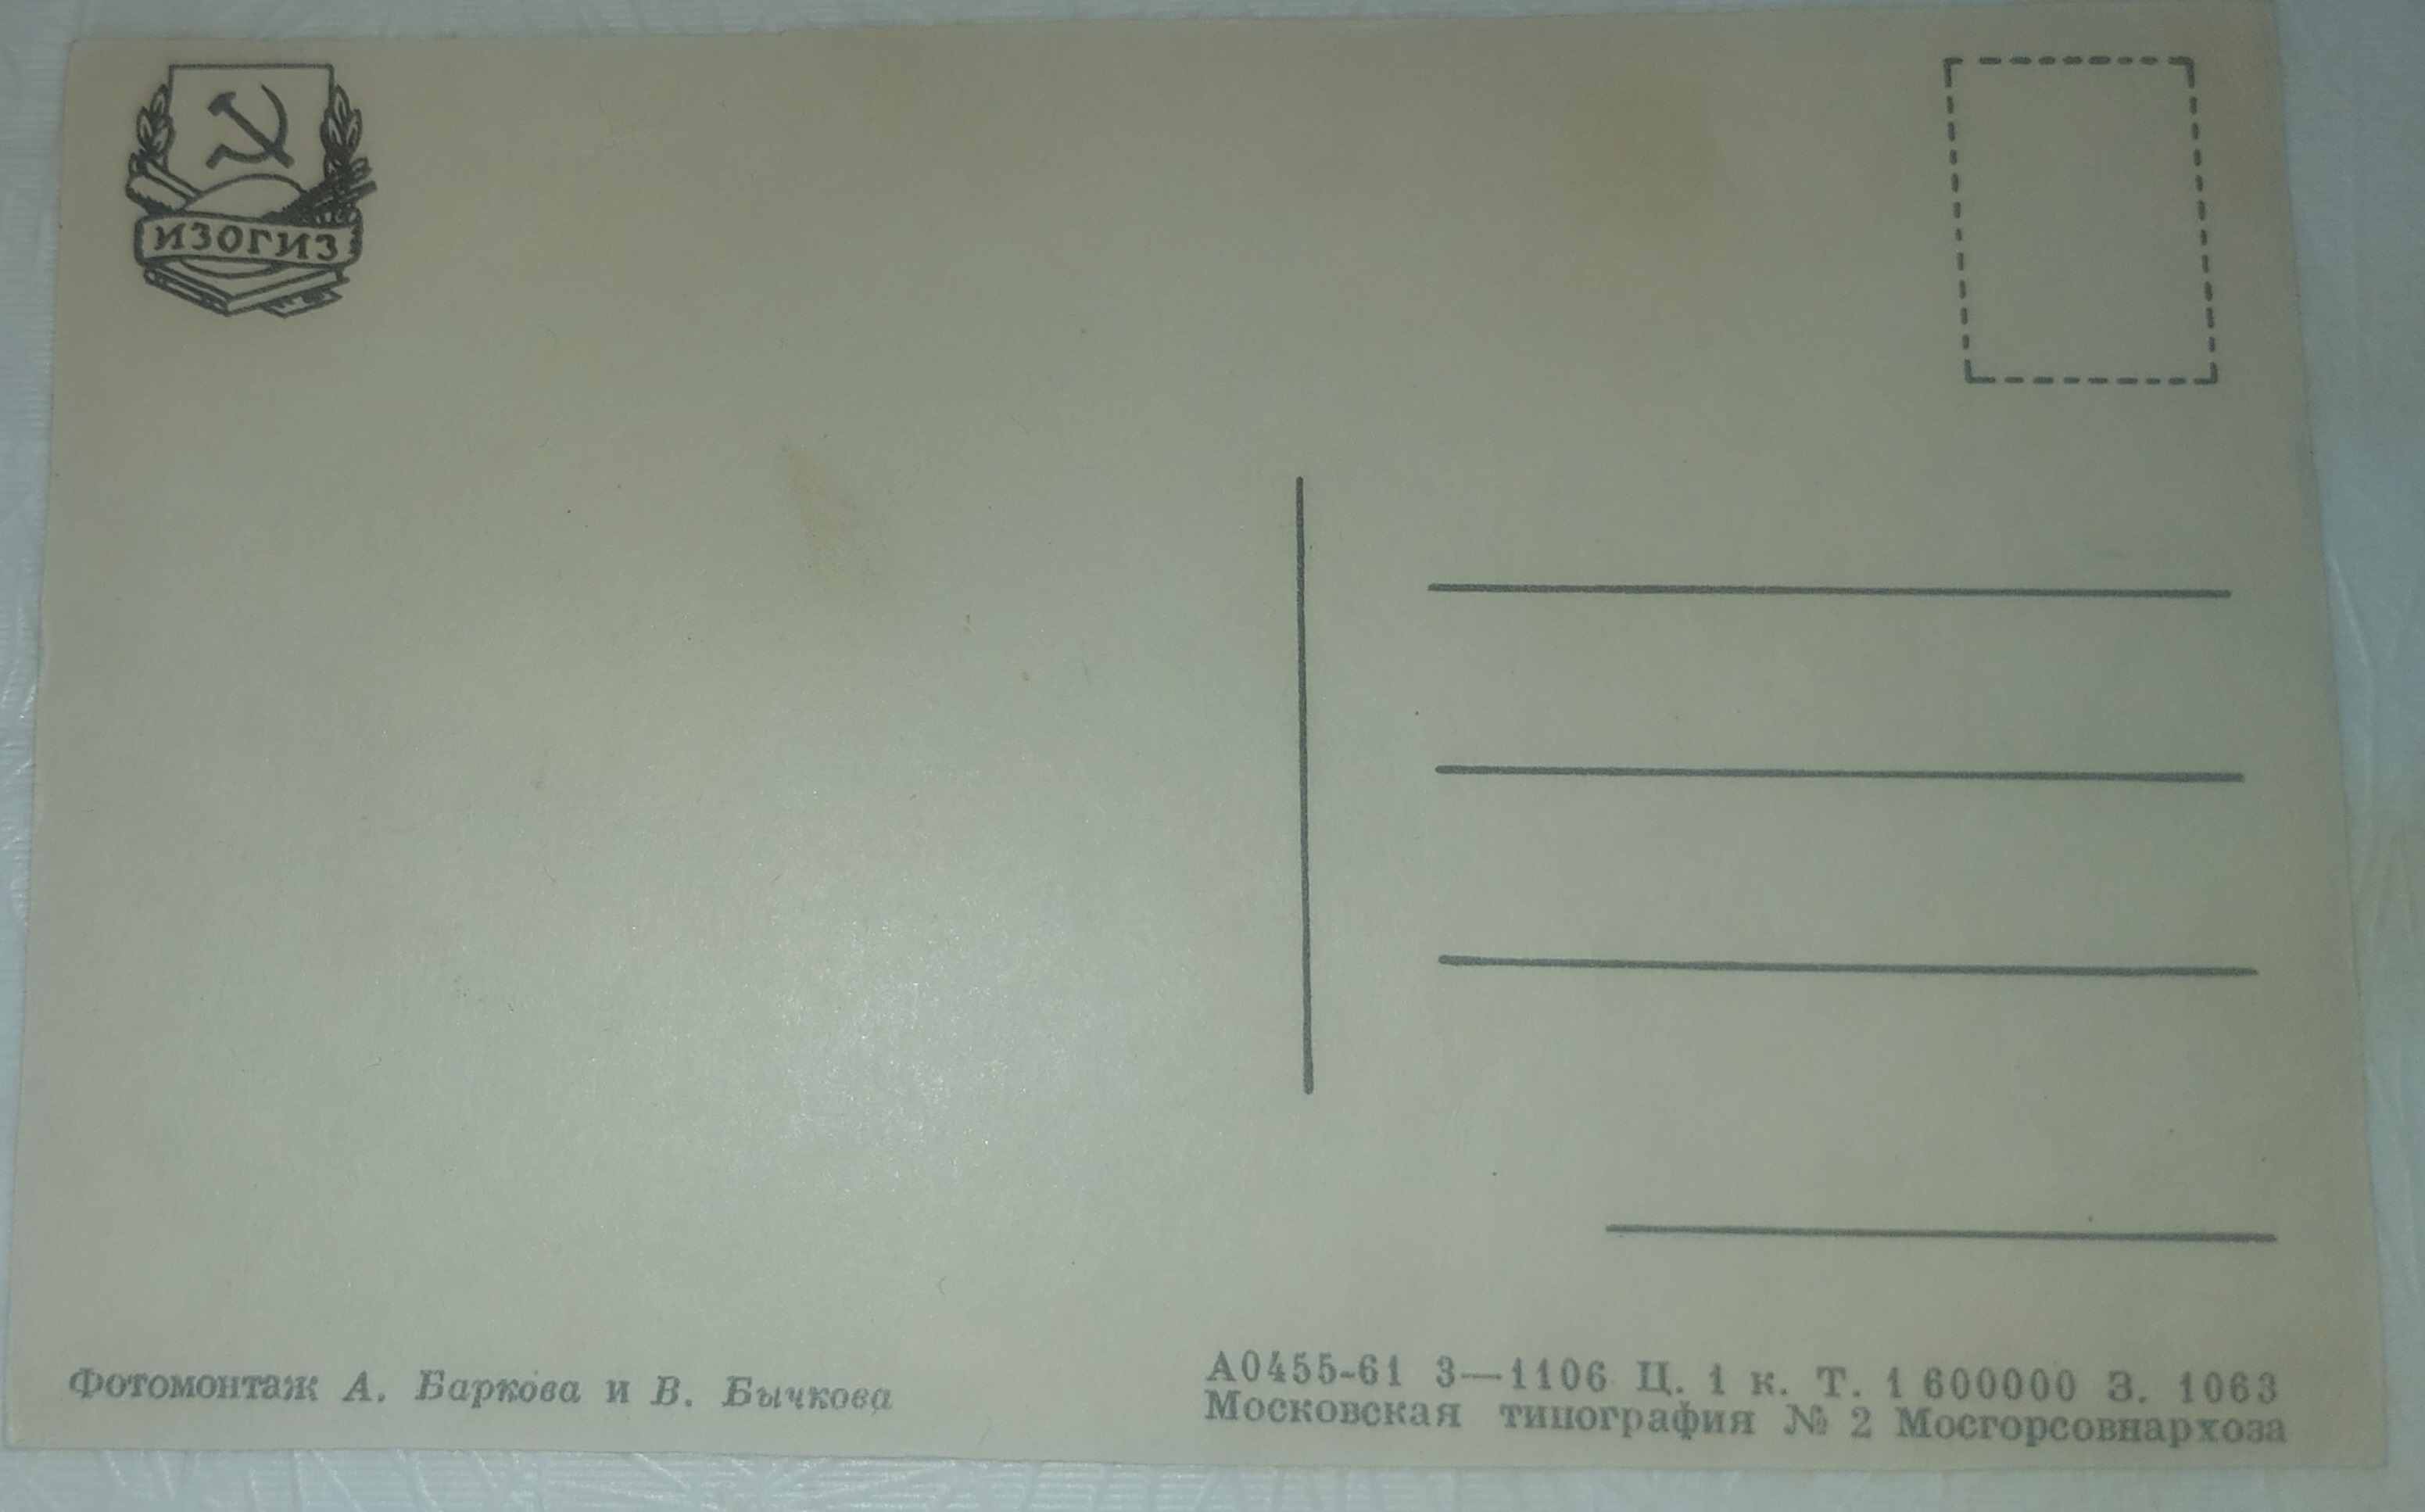 ИЗОГИЗ
Фотомонтаж А. Баркова и В. Бычкова
А0455-61 3—1106 Ц. 1 к. Т. 1 600000 З. 1063
Московская типография № 2 Мосгорсовнархоза